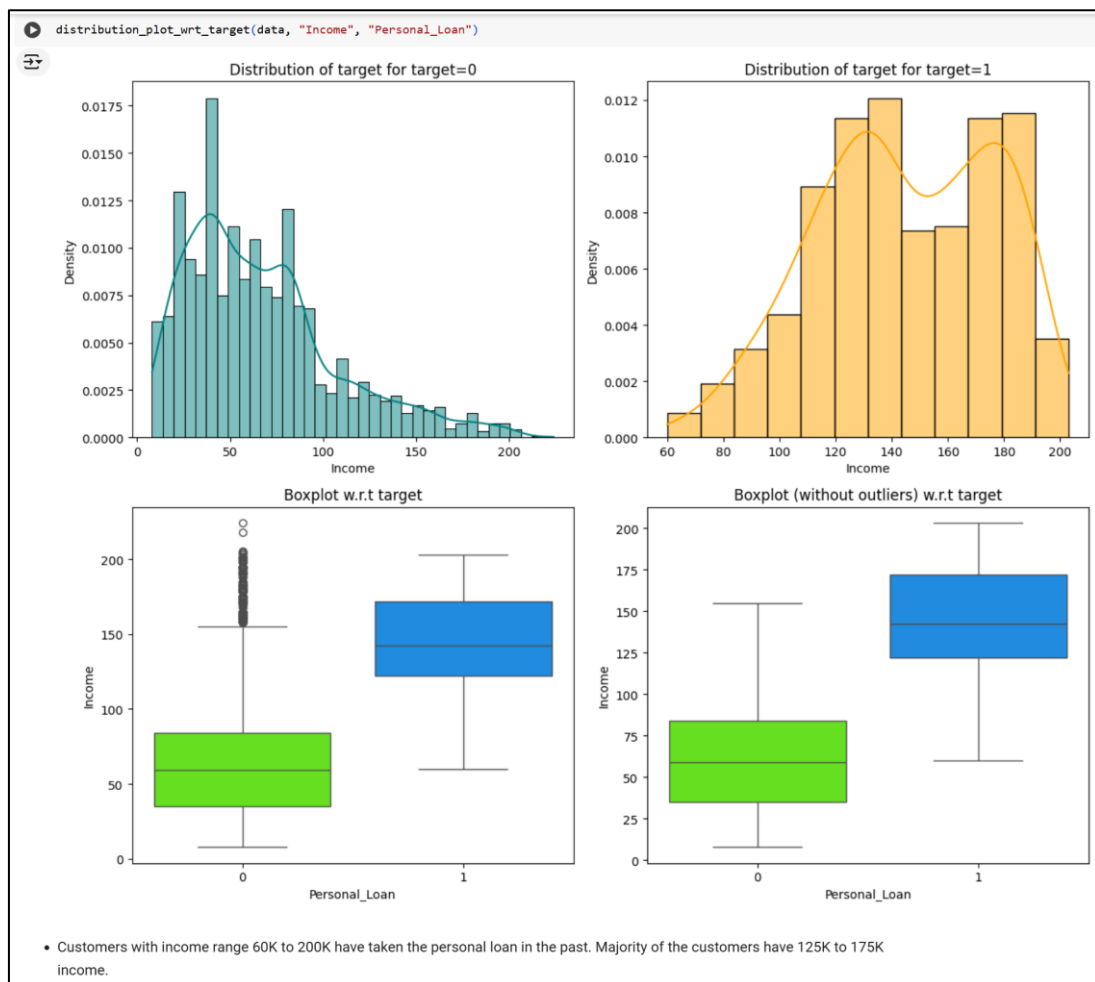 distribution_plot_wrt_target(data, "Income", "Personal_Loan")
Distribution of target for target=0
0.0175
0.0150
0.0125
0.0100
0.0075
0.0050
0.0025
0.0000
Density
0 50 100 150 200
Income
Distribution of target for target=1
0.012
0.010
0.008
0.006
0.004
0.002
0.000
Density
60 80 100 120 140 160 180 200
Income
Boxplot w.r.t target
200
150
100
50
0
Income
0 1
Personal_Loan
Boxplot (without outliers) w.r.t target
200
175
150
125
100
75
50
25
0
Income
0 1
Personal_Loan
• Customers with income range 60K to 200K have taken the personal loan in the past. Majority of the customers have 125K to 175K
income.